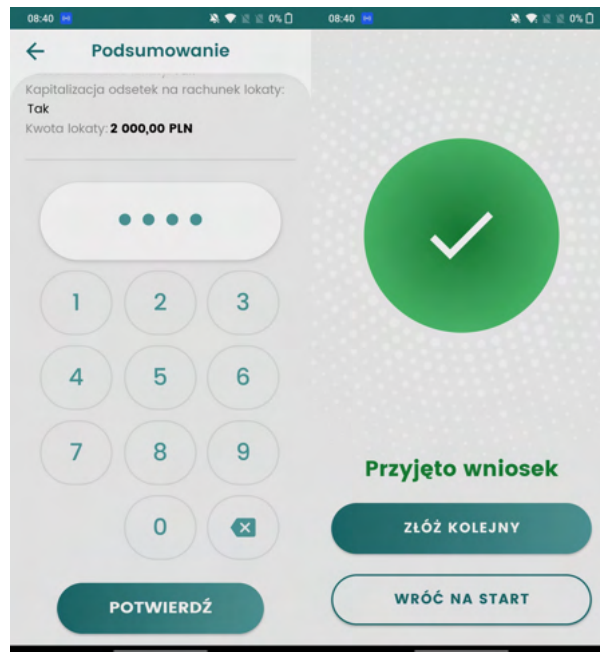 08:40 0%
Podsumowanie
Kapitalizacja odsetek na rachunek lokaty:
Tak
Kwota lokaty: 2 000,00 PLN
1 2 3
4 5 6
7 8 9
0
POTWIERDŹ
08:40 0%
Przyjęto wniosek
ZŁÓŻ KOLEJNY
WRÓĆ NA START